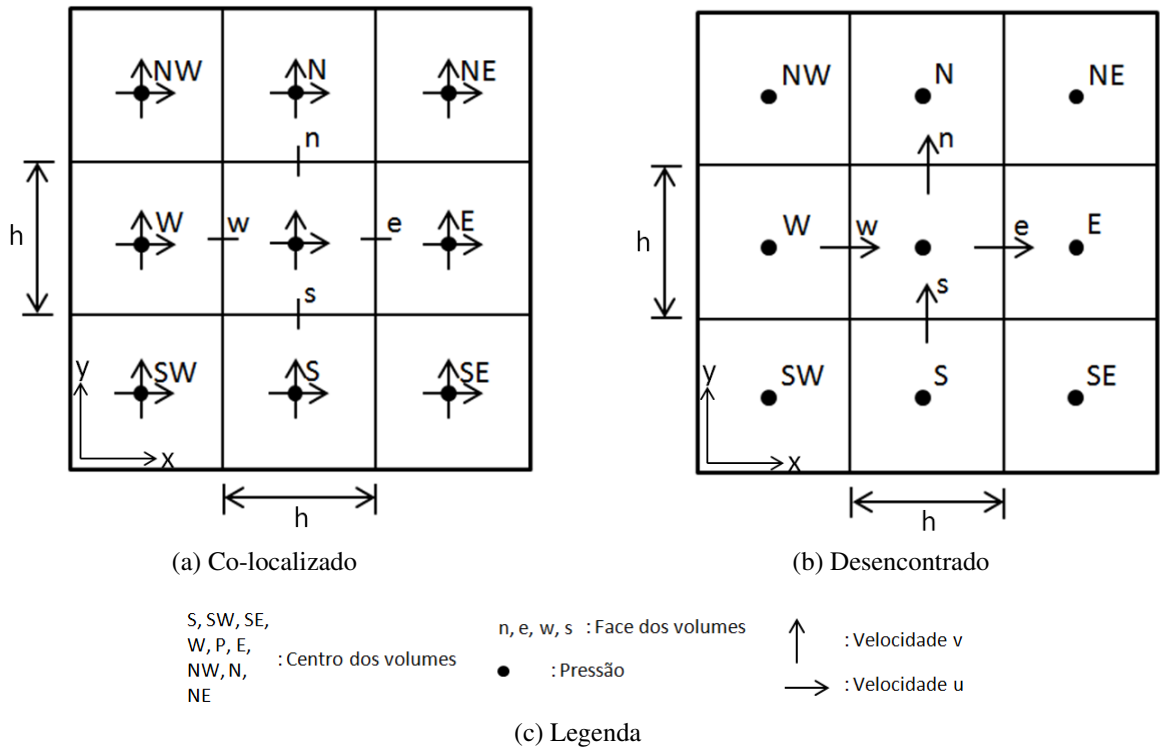 NW N NE
n
W w e E
h
s
SW S SE
y
x
h
(a) Co-localizado
NW N NE
n
W w e E
h
s
SW S SE
y
x
h
(b) Desencontrado
S, SW, SE,
W, P, E,
NW, N,
NE
: Centro dos volumes
n, e, w, s : Face dos volumes
: Pressão
: Velocidade v
: Velocidade u
(c) Legenda